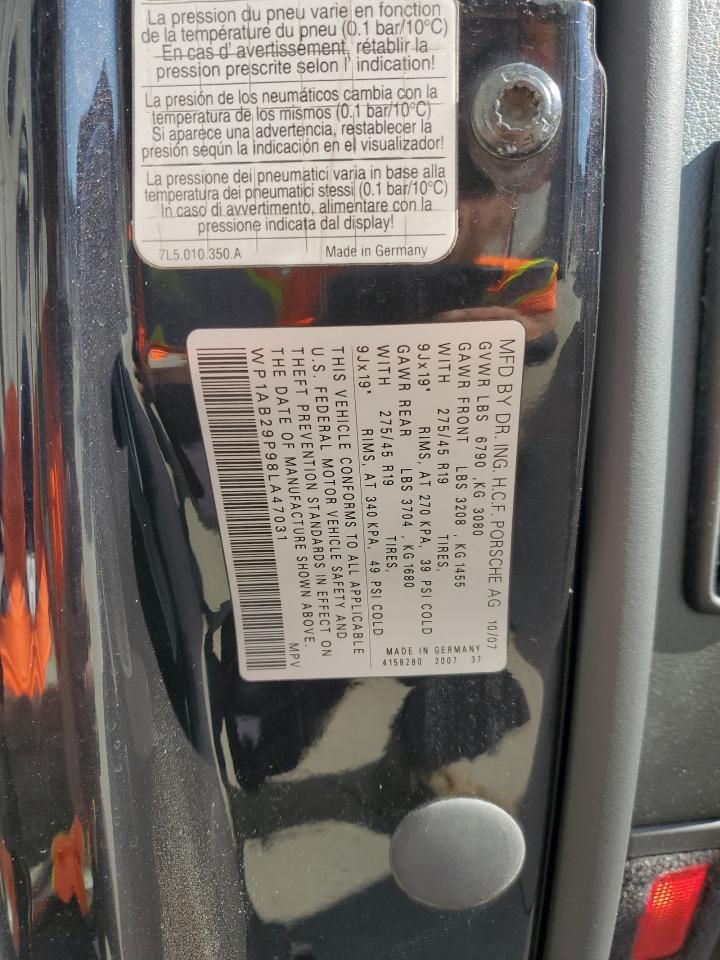 La pression du pneu varie en fonction
de la température du pneu (0.1 bar/10°C)
En cas d' avertissement, rétablir la
pression prescrite selon l' indication!
La presión de los neumáticos cambia con la
temperatura de los mismos (0.1 bar/10°C)
Si aparece una advertencia, restablecer la
presión según la indicación en el visualizador!
La pressione dei pneumatici varia in base alla
temperatura dei pneumatici stessi (0.1 bar/10°C)
In caso di avvertimento, alimentare con la
pressione indicata dal display!
7L5.010.350.A Made in Germany
MFD BY DR. ING. H.C.F. PORSCHE AG 10/07
GVWR LBS 6790 ,KG 3080 MADE IN GERMANY
GAWR FRONT LBS 3208 , KG 1455 4158280 2007 37
WITH 275/45 R19 TIRES,
9Jx19" RIMS, AT 270 KPA, 39 PSI COLD
GAWR REAR LBS 3704 , KG 1680
WITH 275/45 R19 TIRES,
9Jx19" RIMS, AT 340 KPA, 49 PSI COLD
THIS VEHICLE CONFORMS TO ALL APPLICABLE
U.S. FEDERAL MOTOR VEHICLE SAFETY AND
THEFT PREVENTION STANDARDS IN EFFECT ON
THE DATE OF MANUFACTURE SHOWN ABOVE.
WP1AB29P98LA47031 MPV